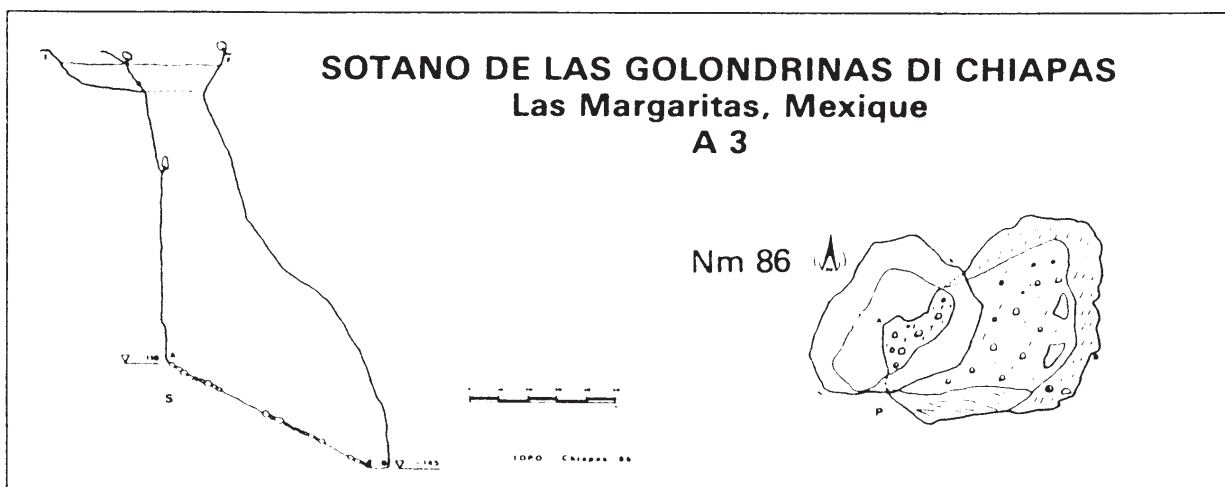 SOTANO DE LAS GOLONDRINAS DI CHIAPAS
Las Margaritas, Mexique
A 3
Nm 86
S
P
TOPO Chiapas 86